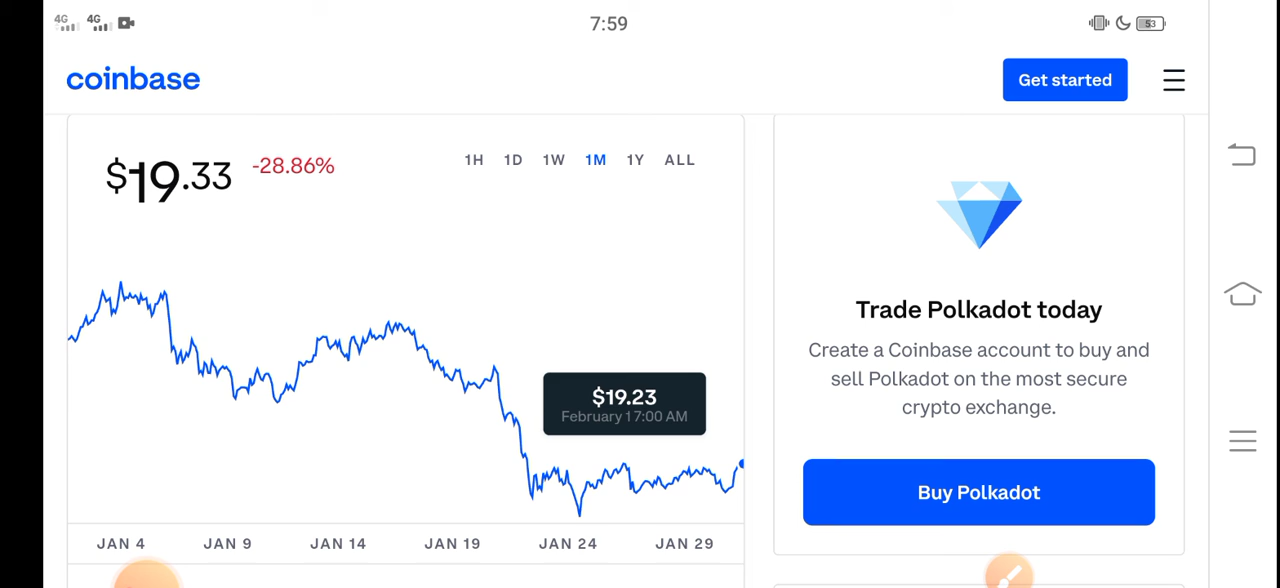 4G 4G 7:59 53
coinbase
Get started
$19.33 -28.86%
1H 1D 1W 1M 1Y ALL
$19.23
February 1 7:00 AM
JAN 4 JAN 9 JAN 14 JAN 19 JAN 24 JAN 29
Trade Polkadot today
Create a Coinbase account to buy and
sell Polkadot on the most secure
crypto exchange.
Buy Polkadot